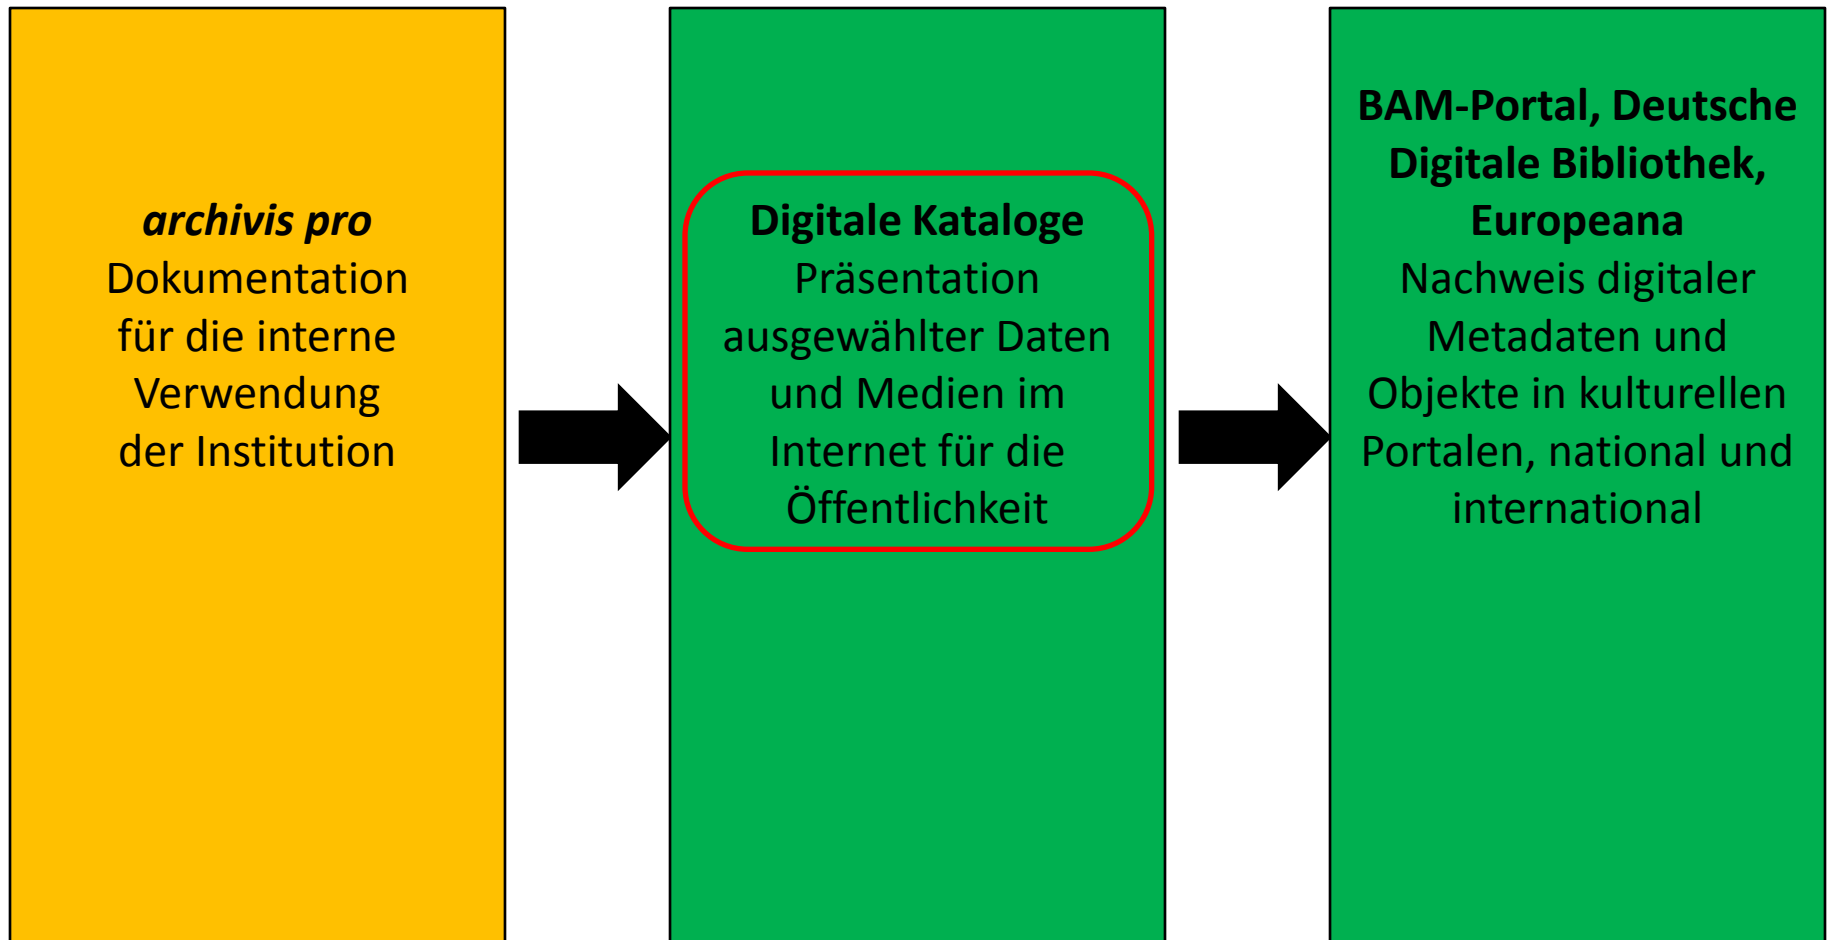 archivis pro
Dokumentation
für die interne
Verwendung
der Institution
Digitale Kataloge
Präsentation
ausgewählter Daten
und Medien im
Internet für die
Öffentlichkeit
BAM-Portal, Deutsche
Digitale Bibliothek,
Europeana
Nachweis digitaler
Metadaten und
Objekte in kulturellen
Portalen, national und
international